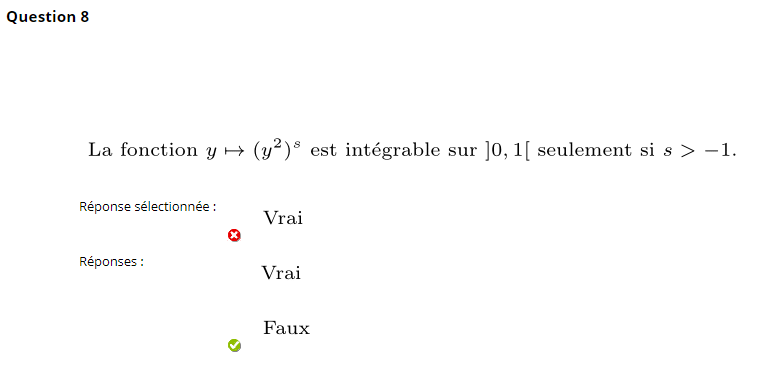 Question 8
La fonction y ↦ (y²)ˢ est intégrable sur ]0, 1[ seulement si s > −1.
Réponse sélectionnée :
Vrai
Réponses :
Vrai
Faux